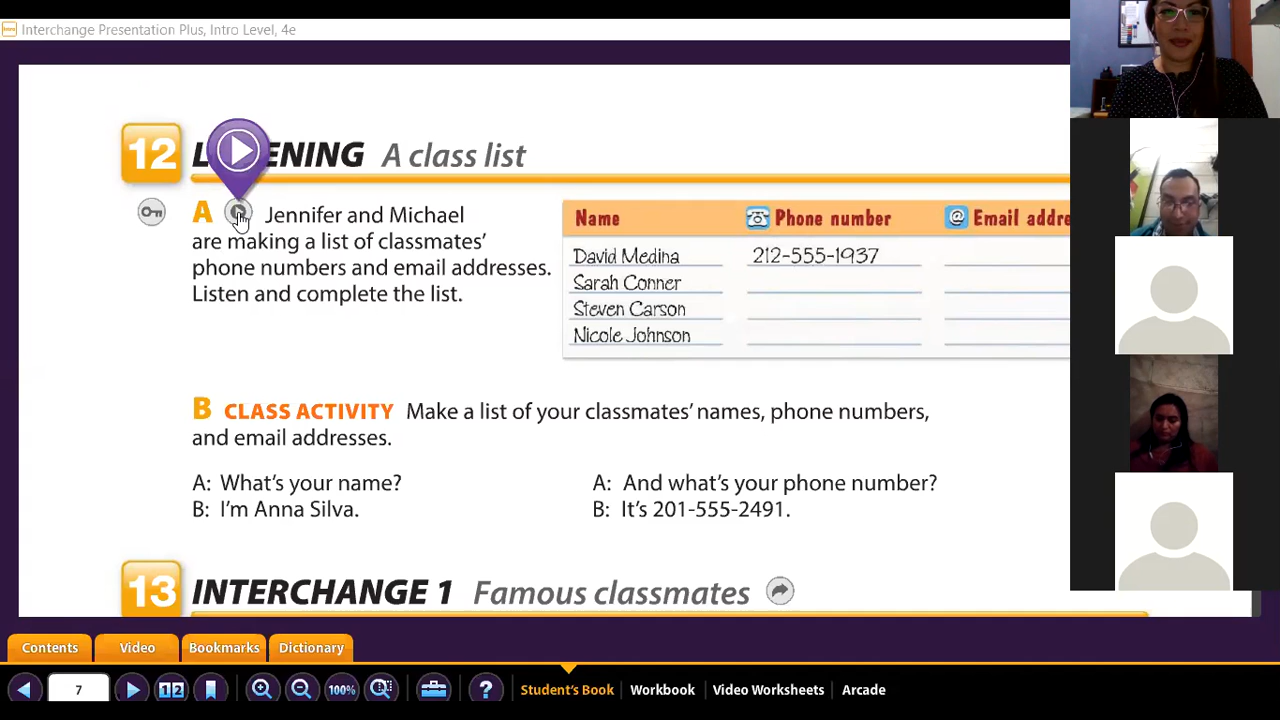 Interchange Presentation Plus, Intro Level, 4e
12 L ENING A class list
A Jennifer and Michael
are making a list of classmates'
phone numbers and email addresses.
Listen and complete the list.
Name Phone number @ Email addre
David Medina 212-555-1937
Sarah Conner
Steven Carson
Nicole Johnson
B CLASS ACTIVITY Make a list of your classmates' names, phone numbers,
and email addresses.
A: What's your name?
B: I'm Anna Silva.
A: And what's your phone number?
B: It's 201-555-2491.
13 INTERCHANGE 1 Famous classmates
Contents Video Bookmarks Dictionary
7 12 100% ? Student's Book Workbook Video Worksheets Arcade